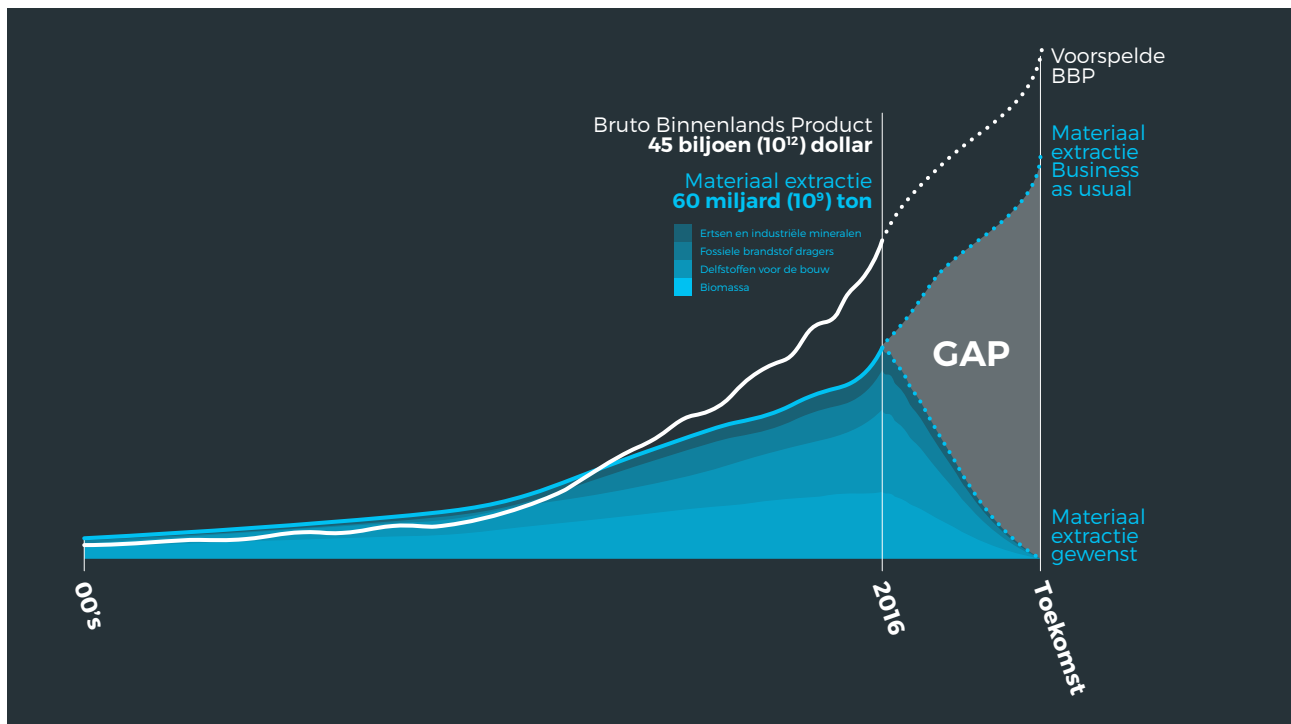 Voorspelde
BBP
Bruto Binnenlands Product
45 biljoen (10¹²) dollar
Materiaal
extractie
Business
as usual
Materiaal extractie
60 miljard (10⁹) ton
Ertsen en industriële mineralen
Fossiele brandstof dragers
Delfstoffen voor de bouw
Biomassa
GAP
Materiaal
extractie
gewenst
00's
2016
Toekomst